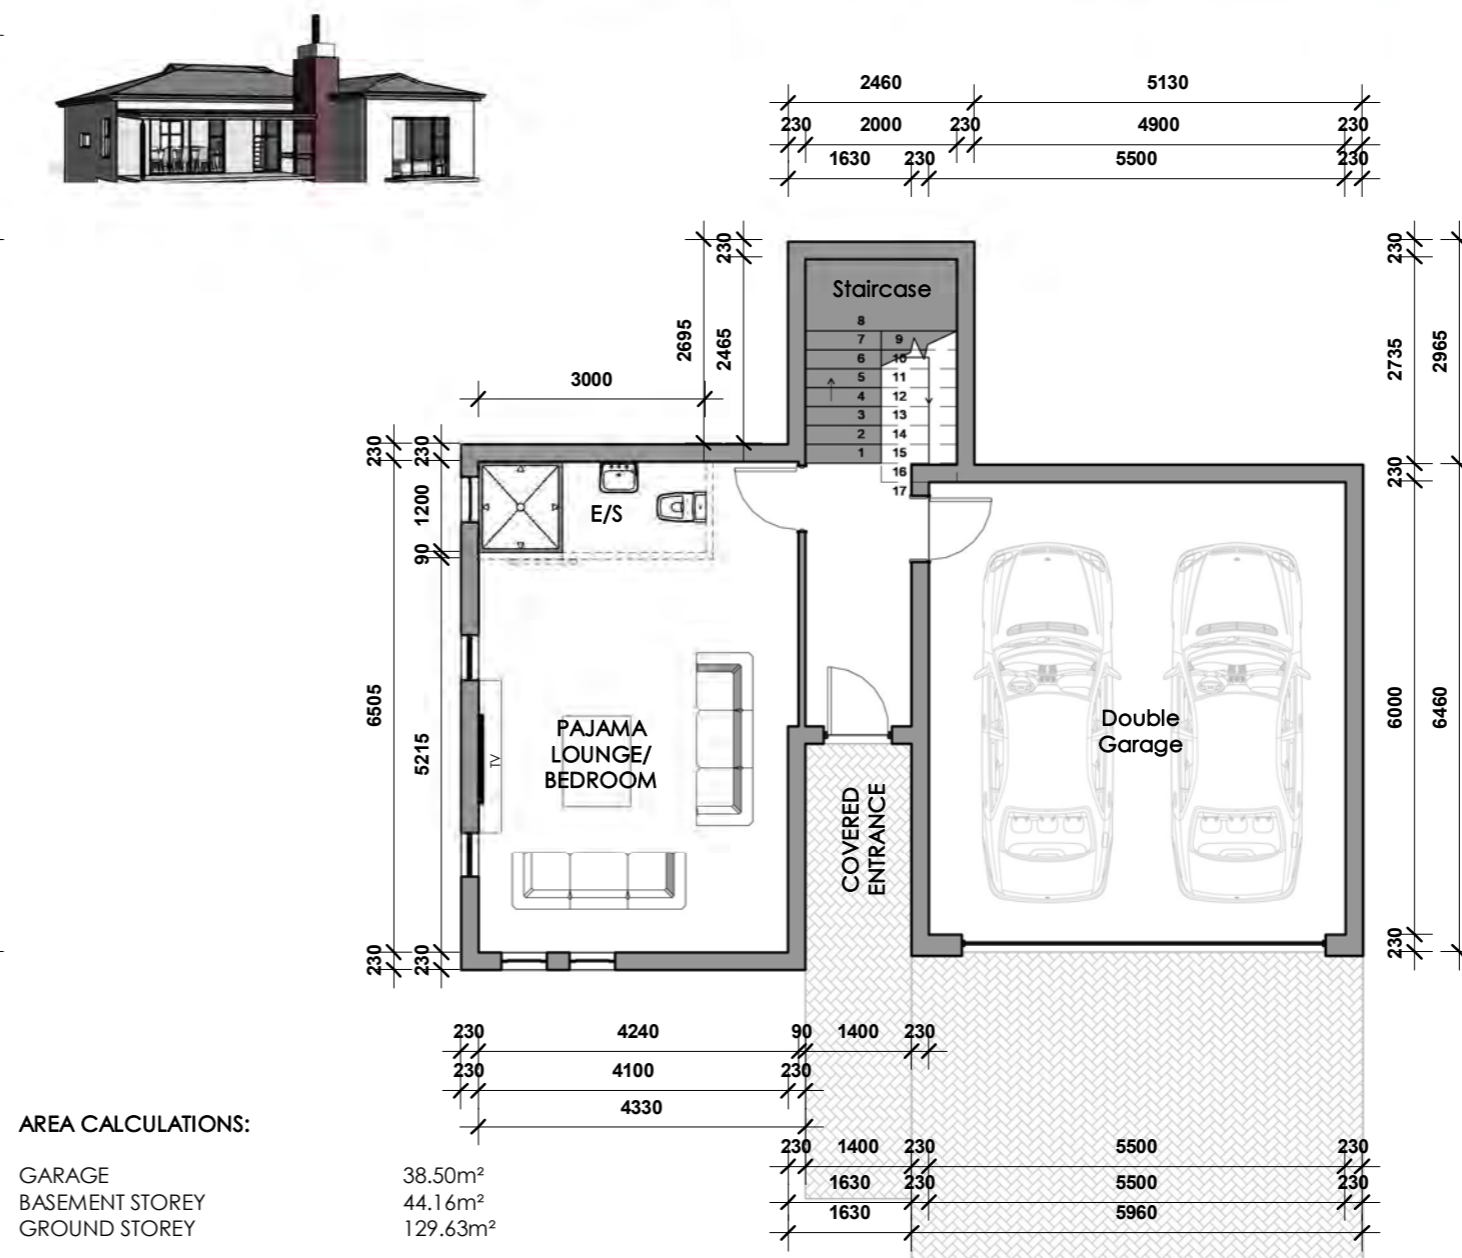 2460 5130
230 2000 230 4900 230
1630 230 5500 230
230
2695
2465
230
2735
2965
Staircase
8
7 9
6 10
5 11
4 12
3 13
2 14
1 15
16
17
3000
230 230
1200
90
6505
5215
230 230
E/S
TV
PAJAMA
LOUNGE/
BEDROOM
COVERED
ENTRANCE
Double
Garage
230
6000
6460
230
230 4240 90 1400 230
230 4100 230
4330
230 1400 230 5500 230
1630 230 5500 230
1630 5960
AREA CALCULATIONS:
GARAGE 38.50m²
BASEMENT STOREY 44.16m²
GROUND STOREY 129.63m²